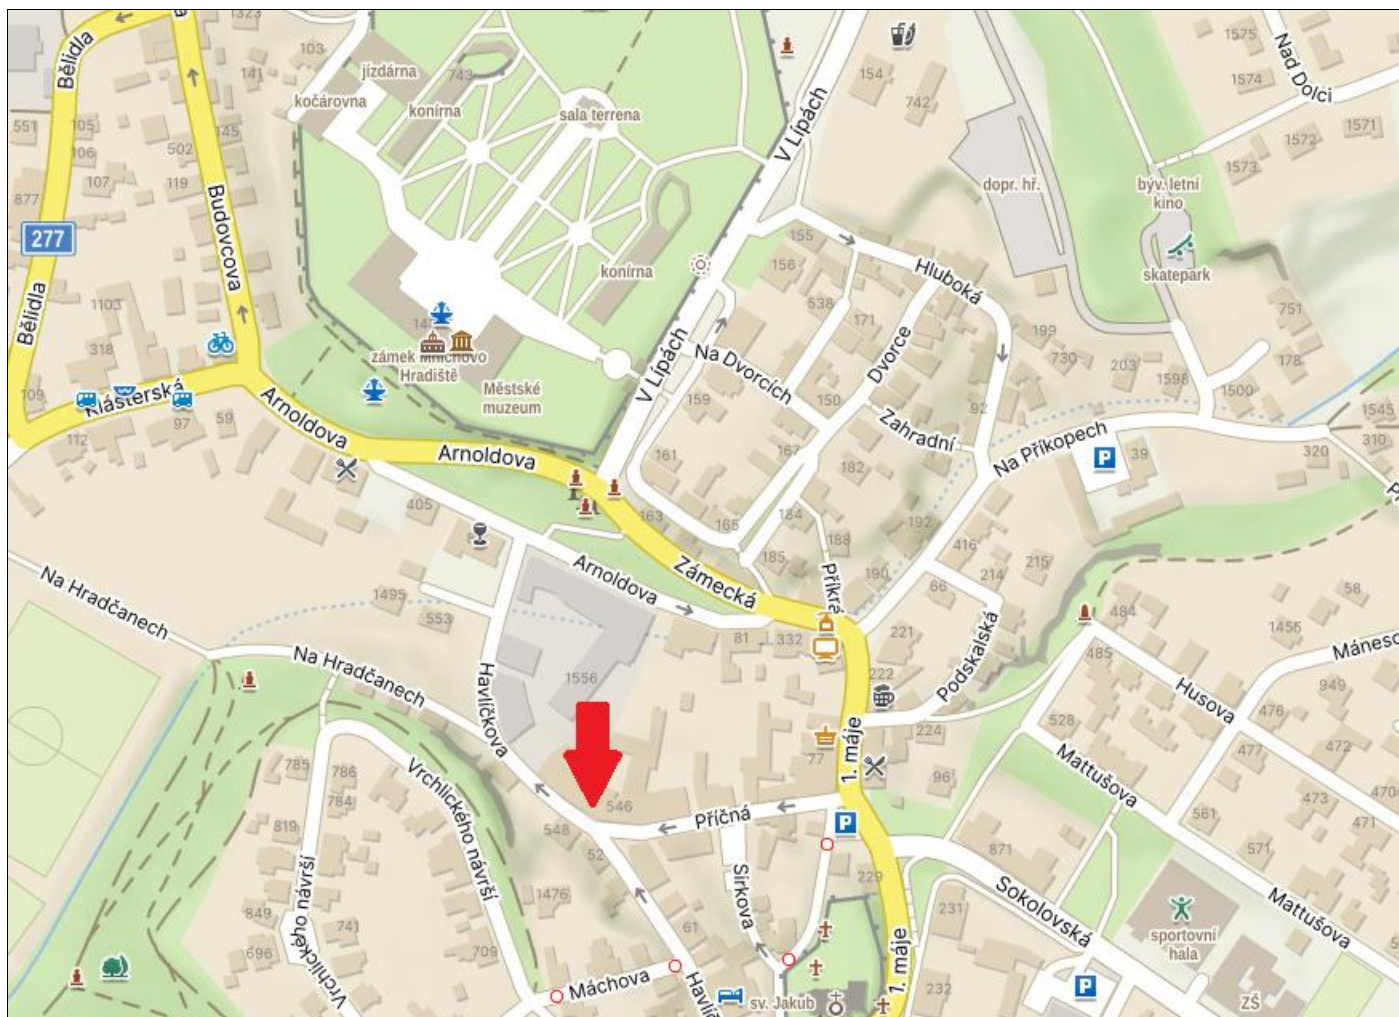 Bělidla
1323
103
jízdárna
743
154
1575
Nad Dolci
1574
kočárovna
konírna
sala terrena
742
V Lípách
551
105
145
141
106
502
1572
1571
877
107
119
dopr. hř.
býv. letní
kino
1573
277
Budovcova
155
156
konírna
Hluboká
skatepark
Bělidla
1103
538
171
751
318
zámek Mnichovo
Hradiště
V Lípách
Na Dvorcích
Dvorce
199
730
203
1598
178
1500
109
Klášterská
Městské
muzeum
159
150
92
1545
112
97
59
Arnoldova
Arnoldova
161
167
Zahradní
Na Příkopech
39
320
310
182
405
163
165
184
188
192
416
Zámecká
185
Příkrá
190
66
214
215
Na Hradčanech
1495
553
Arnoldova
58
81
332
221
484
1455
Mánesc
Podskalská
485
Na Hradčanech
Havlíčkova
1556
222
Husova
949
476
528
224
477
472
1. máje
77
96
Mattušova
473
470
785
786
784
Vrchlického návrší
546
Příčná
561
471
819
548
52
871
571
Sirkova
229
Vrchlického návrší
1476
Sokolovská
Mattušova
849
741
61
231
696
709
sportovní
hala
Máchova
Havlí
sv. Jakub
1. máje
232
ZŠ